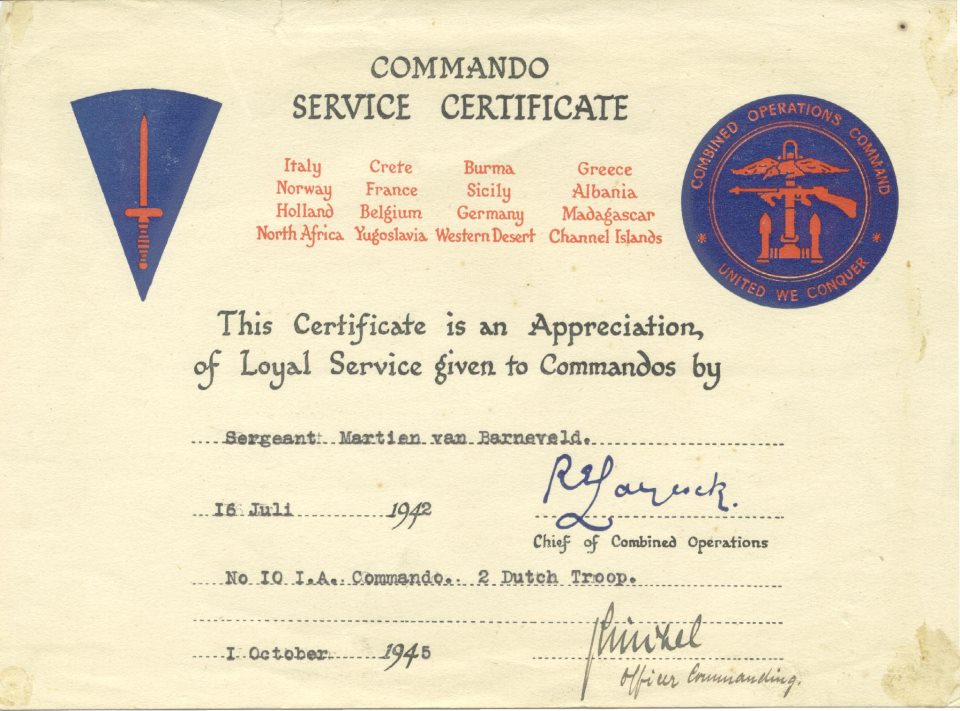 COMMANDO
SERVICE CERTIFICATE
Italy Crete Burma Greece
Norway France Sicily Albania
Holland Belgium Germany Madagascar
North Africa Yugoslavia Western Desert Channel Islands
COMBINED OPERATIONS COMMAND
* UNITED WE CONQUER *
This Certificate is an Appreciation,
of Loyal Service given to Commandos by
Sergeant Martien van Barneveld.
16 Juli 1942
R E Laycock.
Chief of Combined Operations
No IO I.A. Commando. 2 Dutch Troop.
I October 1945
Officer Commanding.